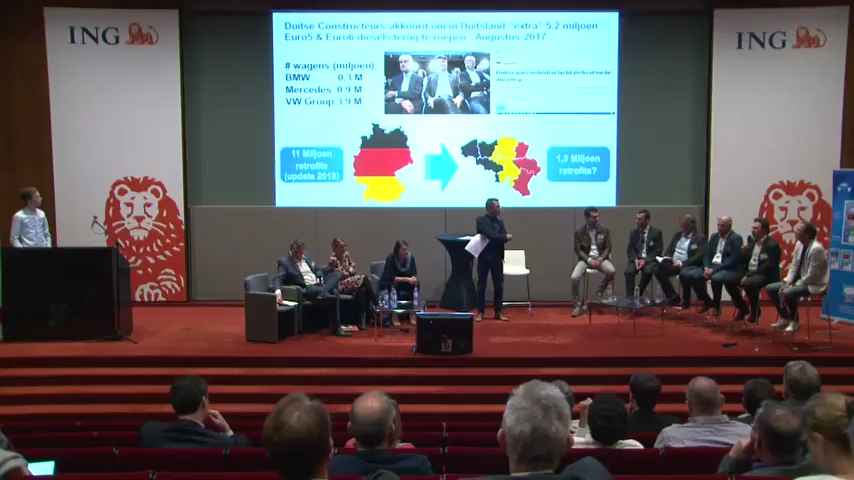 ING
ING
Duitse Constructeurs akkoord om in Duitsland "extra" 5,2 miljoen
Euro5 & Euro6 diesels terug te roepen - Augustus 2017
# wagens (miljoen)
BMW 0.3 M
Mercedes 0.9 M
VW Group 3.9 M
11 Miljoen
retrofits
(update 2018)
1,3 Miljoen
retrofits?